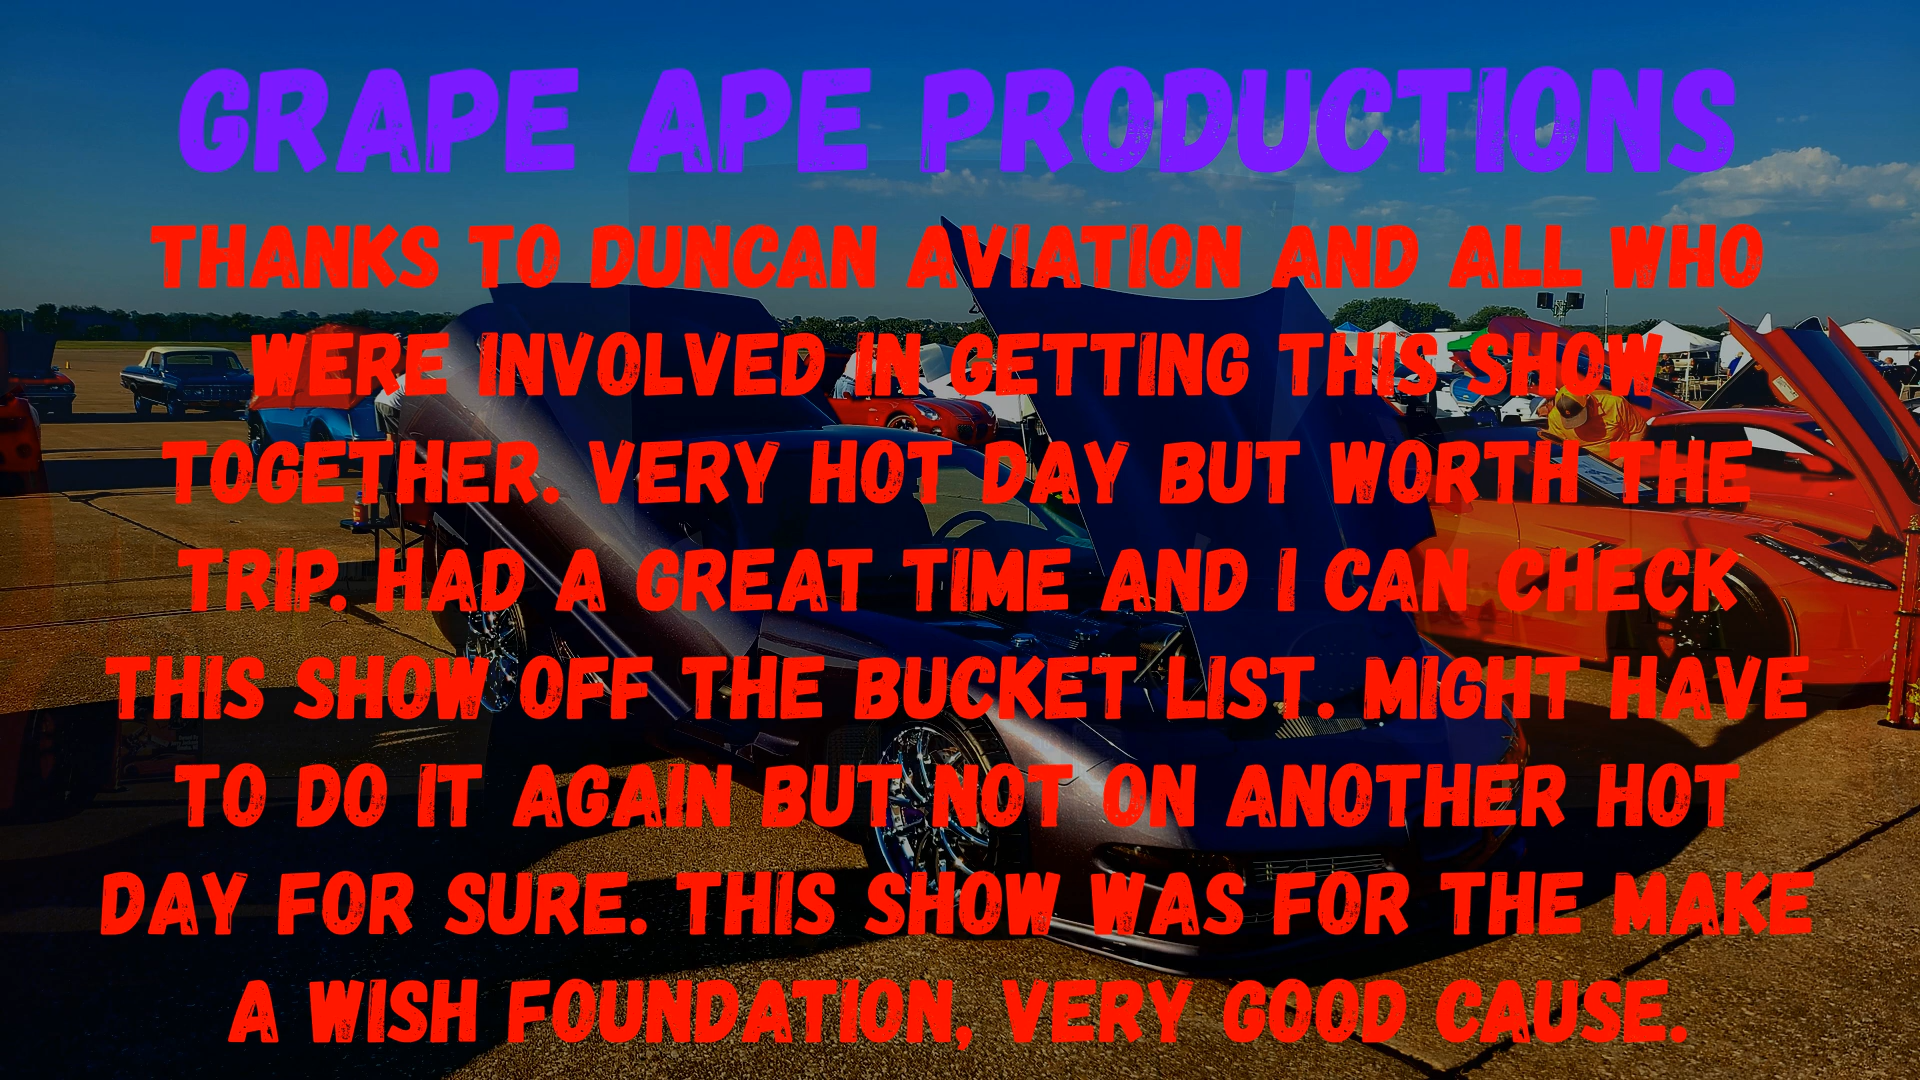 GRAPE APE PRODUCTIONS
THANKS TO DUNCAN AVIATION AND ALL WHO
WERE INVOLVED IN GETTING THIS SHOW
TOGETHER. VERY HOT DAY BUT WORTH THE
TRIP. HAD A GREAT TIME AND I CAN CHECK
THIS SHOW OFF THE BUCKET LIST. MIGHT HAVE
TO DO IT AGAIN BUT NOT ON ANOTHER HOT
DAY FOR SURE. THIS SHOW WAS FOR THE MAKE
A WISH FOUNDATION, VERY GOOD CAUSE.